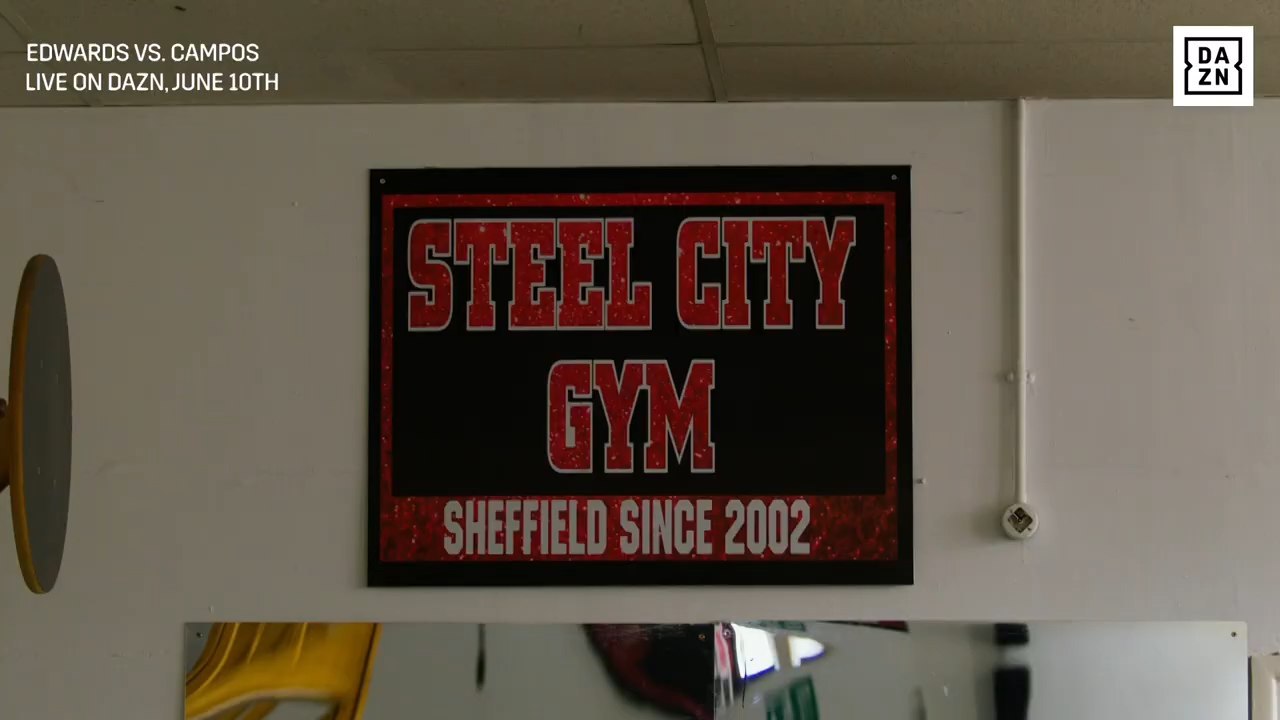 EDWARDS VS. CAMPOS
LIVE ON DAZN, JUNE 10TH
DA
ZN
STEEL CITY
GYM
SHEFFIELD SINCE 2002